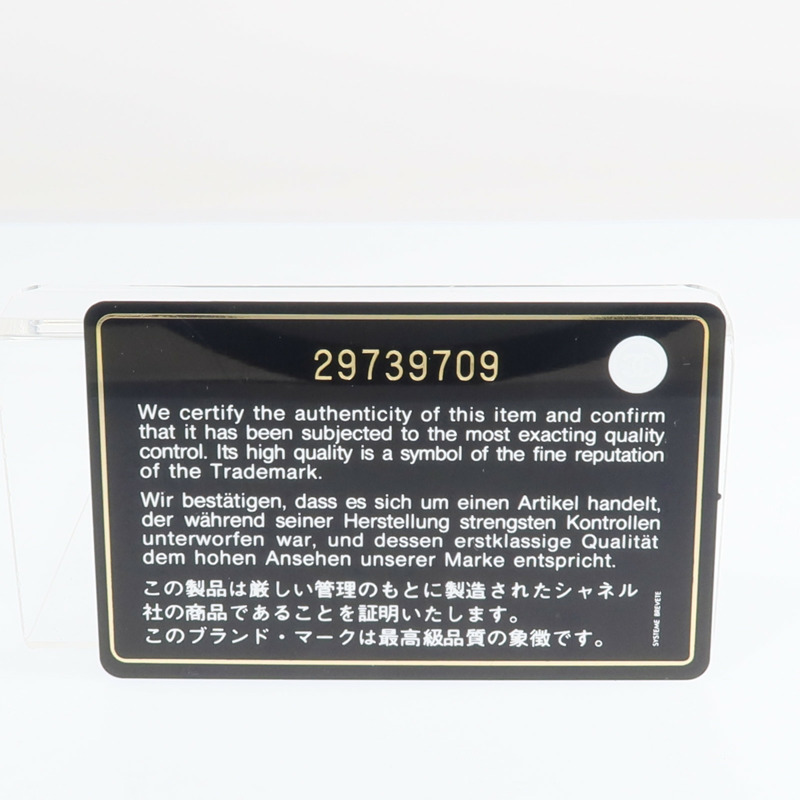 29739709
We certify the authenticity of this item and confirm
that it has been subjected to the most exacting quality
control. Its high quality is a symbol of the fine reputation
of the Trademark.
Wir bestätigen, dass es sich um einen Artikel handelt,
der während seiner Herstellung strengsten Kontrollen
unterworfen war, und dessen erstklassige Qualität
dem hohen Ansehen unserer Marke entspricht.
この製品は厳しい管理のもとに製造されたシャネル
社の商品であることを証明いたします。
このブランド・マークは最高級品質の象徴です。
SYSTEME BREVETE